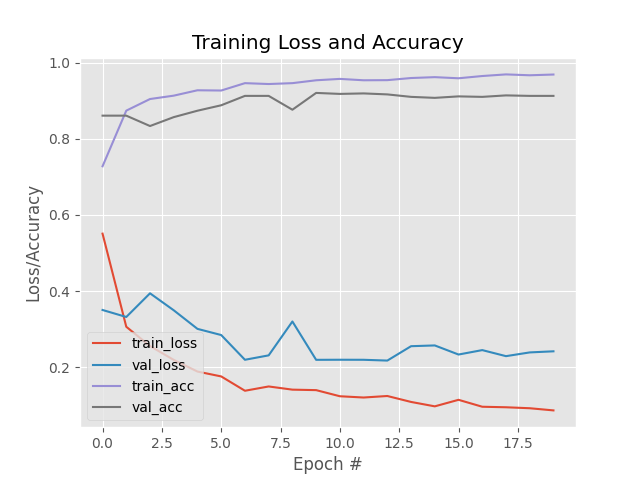 Training Loss and Accuracy
1.0
0.8
0.6
0.4
0.2
Loss/Accuracy
train_loss
val_loss
train_acc
val_acc
0.0 2.5 5.0 7.5 10.0 12.5 15.0 17.5
Epoch #